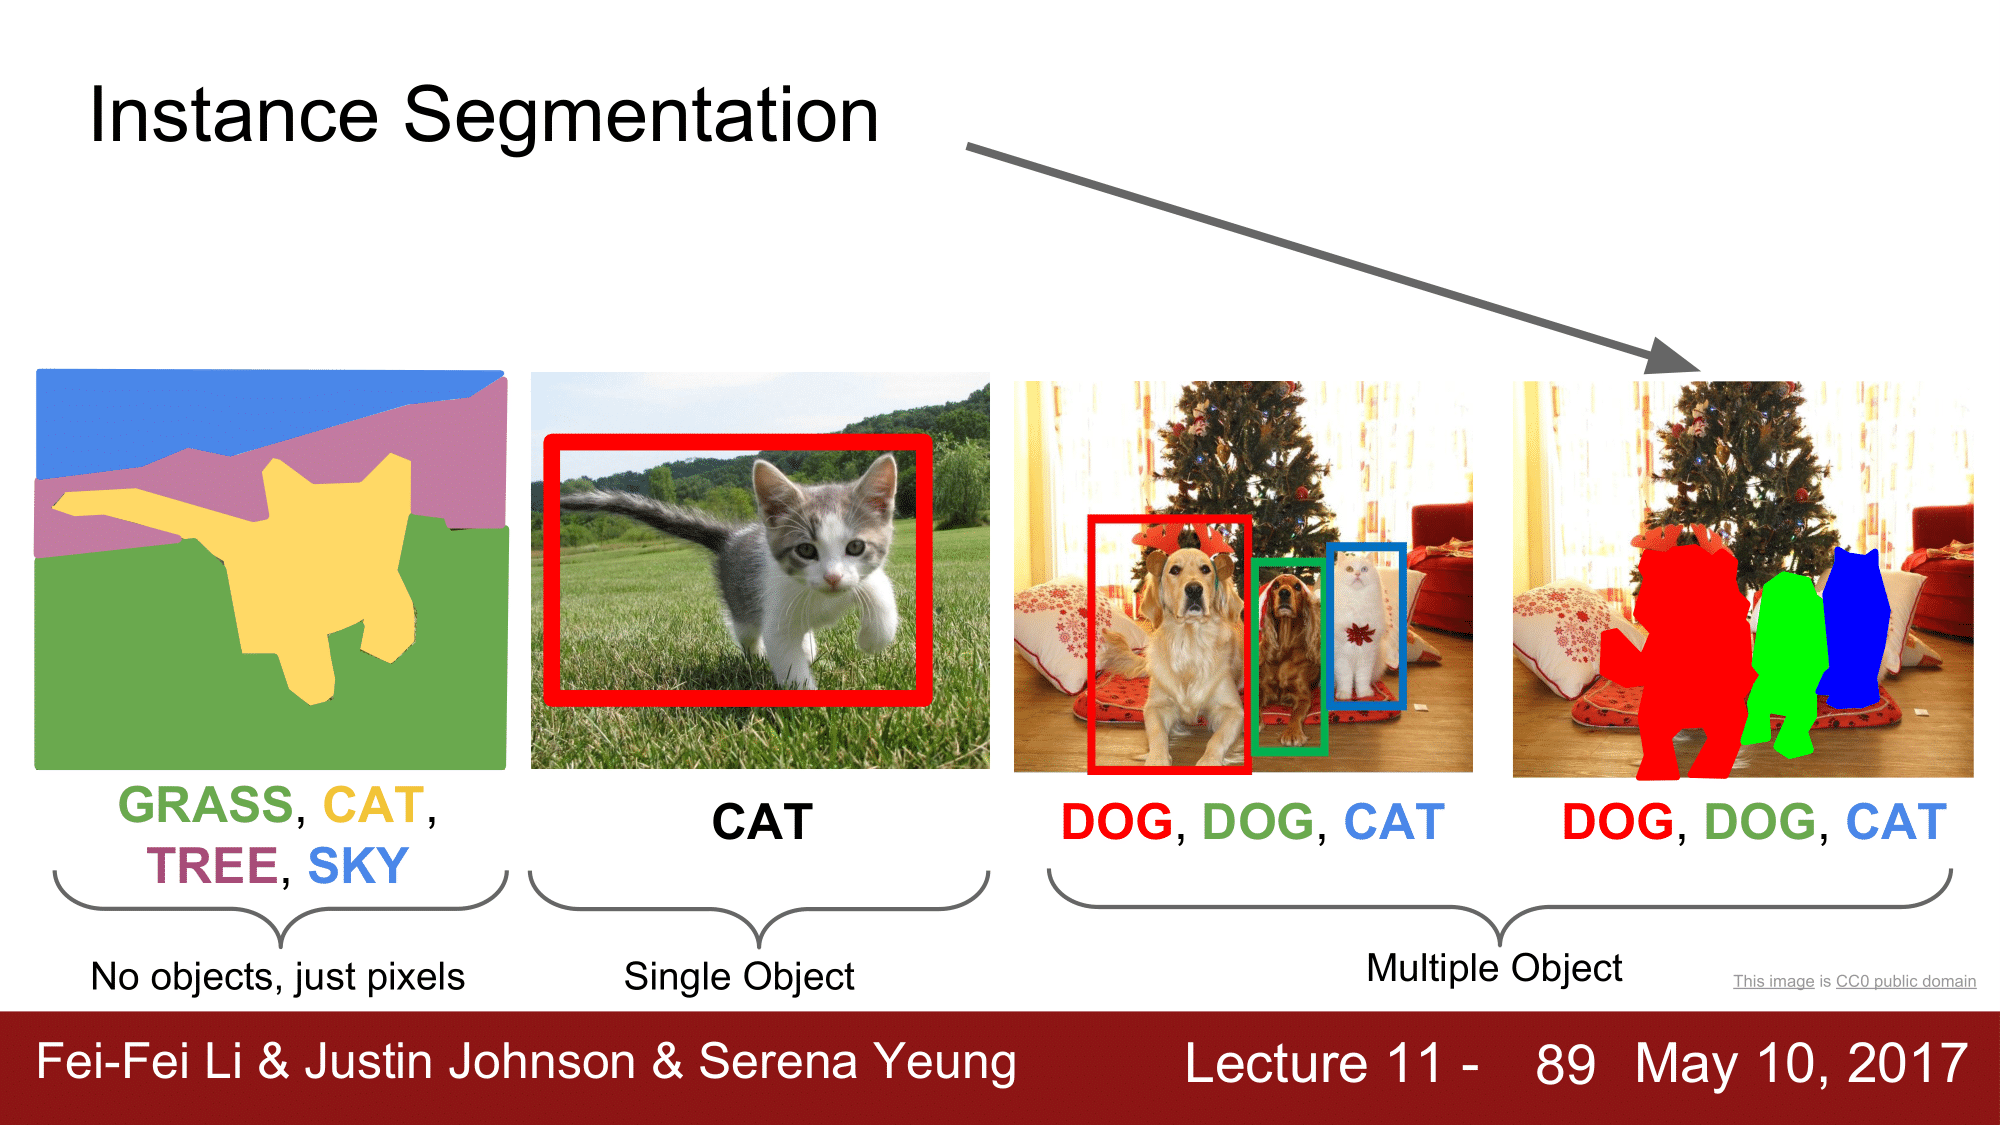 Instance Segmentation
GRASS, CAT,
TREE, SKY
CAT
DOG, DOG, CAT
DOG, DOG, CAT
No objects, just pixels
Single Object
Multiple Object
This image is CC0 public domain
Fei-Fei Li & Justin Johnson & Serena Yeung
Lecture 11 - 89 May 10, 2017